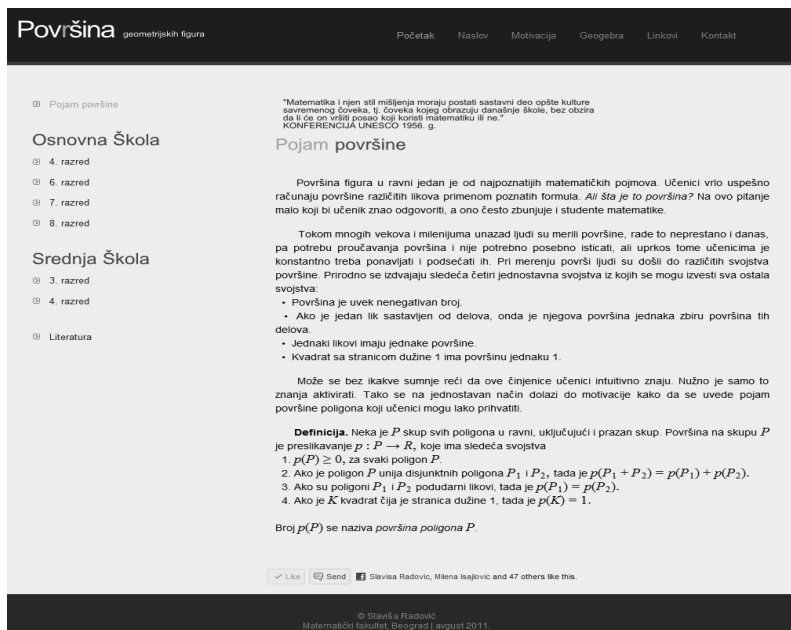 Površina geometrijskih figura
Početak Naslov Motivacija Geogebra Linkovi Kontakt
Pojam površine
Osnovna Škola
4. razred
6. razred
7. razred
8. razred
Srednja Škola
3. razred
4. razred
Literatura
"Matematika i njen stil mišljenja moraju postati sastavni deo opšte kulture
savremenog čoveka, tj. čoveka kojeg obrazuju današnje škole, bez obzira
da li će on vršiti posao koji koristi matematiku ili ne."
KONFERENCIJA UNESCO 1956. g.
Pojam površine
Površina figura u ravni jedan je od najpoznatijih matematičkih pojmova. Učenici vrlo uspešno
računaju površine različitih likova primenom poznatih formula. Ali šta je to površina? Na ovo pitanje
malo koji bi učenik znao odgovoriti, a ono često zbunjuje i studente matematike.
Tokom mnogih vekova i milenijuma unazad ljudi su merili površine, rade to neprestano i danas,
pa potrebu proučavanja površina i nije potrebno posebno isticati, ali uprkos tome učenicima je
konstantno treba ponavljati i podsećati ih. Pri merenju površi ljudi su došli do različitih svojstva
površine. Prirodno se izdvajaju sledeća četiri jednostavna svojstva iz kojih se mogu izvesti sva ostala
svojstva:
• Površina je uvek nenegativan broj.
• Ako je jedan lik sastavljen od delova, onda je njegova površina jednaka zbiru površina tih
delova.
• Jednaki likovi imaju jednake površine.
• Kvadrat sa stranicom dužine 1 ima površinu jednaku 1.
Može se bez ikakve sumnje reći da ove činjenice učenici intuitivno znaju. Nužno je samo to
znanja aktivirati. Tako se na jednostavan način dolazi do toga kako da se uvede pojam
površine poligona koji učenici mogu lako prihvatiti.
Definicija. Neka je P skup svih poligona u ravni, uključujući i prazan skup. Površina na skupu P
je preslikavanje p : P → R, koje ima sledeća svojstva
1. p(P) ≥ 0, za svaki poligon P.
2. Ako je poligon P unija disjunktnih poligona P₁ i P₂, tada je p(P₁ + P₂) = p(P₁) + p(P₂).
3. Ako su poligoni P₁ i P₂ podudarni likovi, tada je p(P₁) = p(P₂).
4. Ako je K kvadrat čija je stranica dužine 1, tada je p(K) = 1.
Broj p(P) se naziva površina poligona P.
Like Send Slavisa Radovic, Milena Isajlovic and 47 others like this.
© Slaviša Radović
Matematički fakultet, Beograd | avgust 2011.